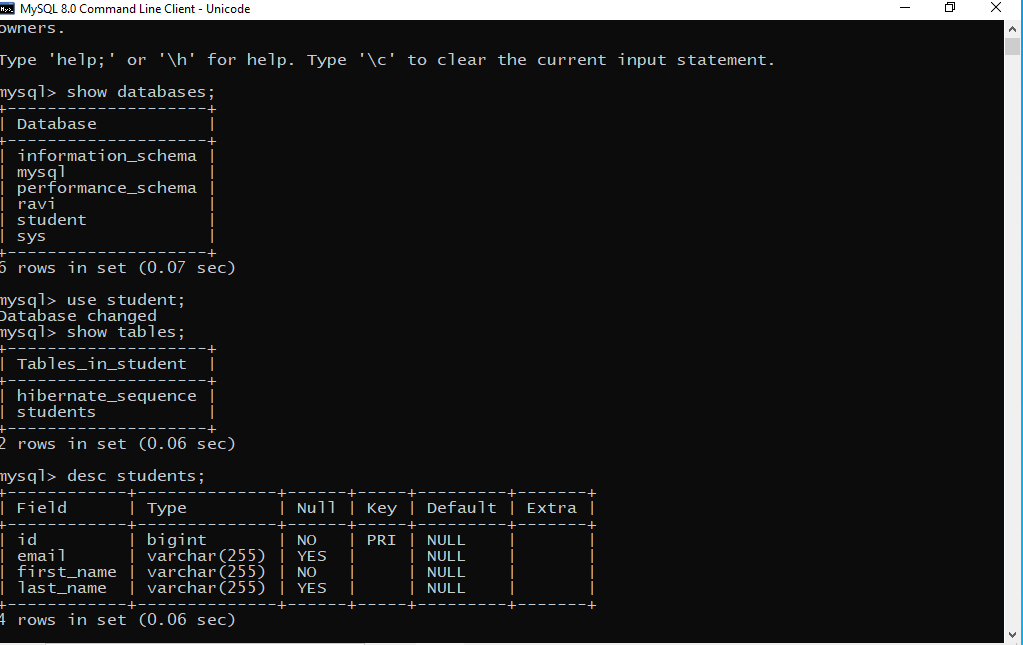 MySQL 8.0 Command Line Client - Unicode
owners.
Type 'help;' or '\h' for help. Type '\c' to clear the current input statement.
mysql> show databases;
+--------------------+
| Database           |
+--------------------+
| information_schema |
| mysql              |
| performance_schema |
| ravi               |
| student            |
| sys                |
+--------------------+
6 rows in set (0.07 sec)
mysql> use student;
Database changed
mysql> show tables;
+--------------------+
| Tables_in_student  |
+--------------------+
| hibernate_sequence |
| students           |
+--------------------+
2 rows in set (0.06 sec)
mysql> desc students;
+------------+--------------+------+-----+---------+-------+
| Field      | Type         | Null | Key | Default | Extra |
+------------+--------------+------+-----+---------+-------+
| id         | bigint       | NO   | PRI | NULL    |       |
| email      | varchar(255) | YES  |     | NULL    |       |
| first_name | varchar(255) | NO   |     | NULL    |       |
| last_name  | varchar(255) | YES  |     | NULL    |       |
+------------+--------------+------+-----+---------+-------+
4 rows in set (0.06 sec)